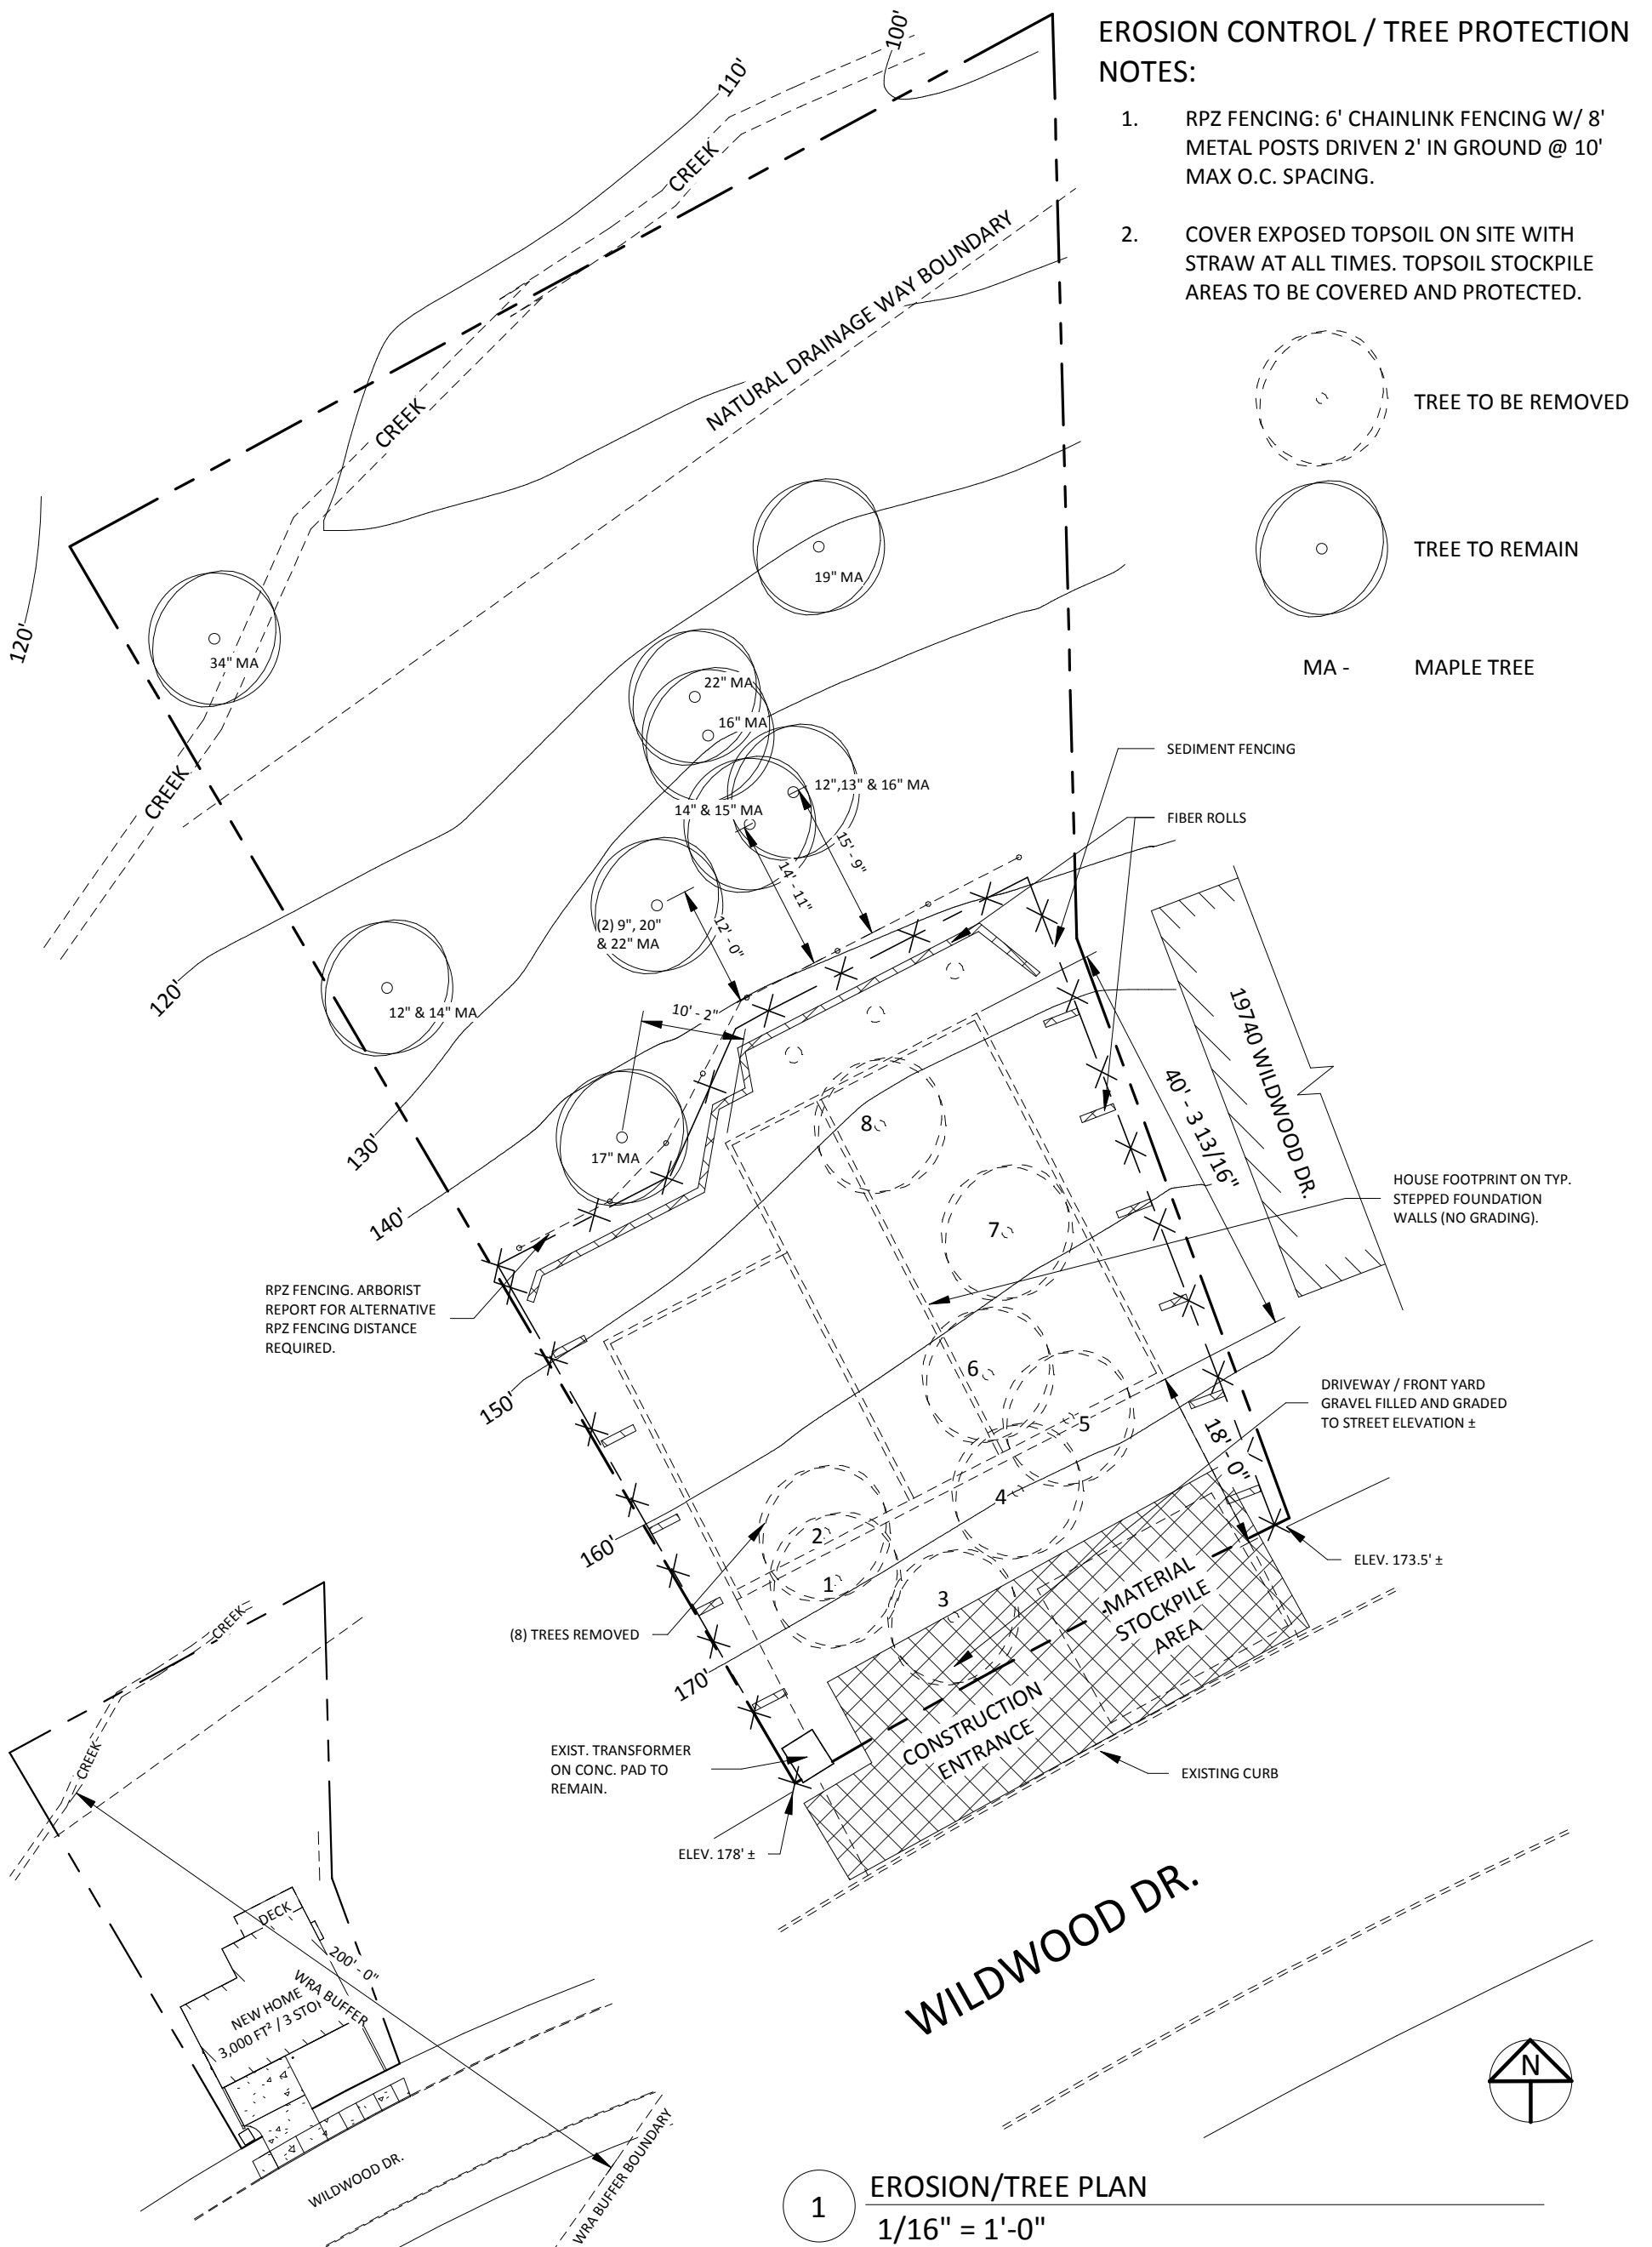 EROSION CONTROL / TREE PROTECTION
NOTES:
1. RPZ FENCING: 6' CHAINLINK FENCING W/ 8'
METAL POSTS DRIVEN 2' IN GROUND @ 10'
MAX O.C. SPACING.
2. COVER EXPOSED TOPSOIL ON SITE WITH
STRAW AT ALL TIMES. TOPSOIL STOCKPILE
AREAS TO BE COVERED AND PROTECTED.
TREE TO BE REMOVED
TREE TO REMAIN
MA - MAPLE TREE
100'
110'
CREEK
NATURAL DRAINAGE WAY BOUNDARY
CREEK
19" MA
120'
34" MA
22" MA
16" MA
SEDIMENT FENCING
CREEK
12",13" & 16" MA
14" & 15" MA
FIBER ROLLS
15' - 9"
14' - 11"
(2) 9", 20"
& 22" MA
12' - 0"
120'
12" & 14" MA
10' - 2"
19740 WILDWOOD DR.
40' - 3 13/16"
130'
17" MA
8
140'
7
HOUSE FOOTPRINT ON TYP.
STEPPED FOUNDATION
WALLS (NO GRADING).
RPZ FENCING. ARBORIST
REPORT FOR ALTERNATIVE
RPZ FENCING DISTANCE
REQUIRED.
6
150'
5
DRIVEWAY / FRONT YARD
GRAVEL FILLED AND GRADED
TO STREET ELEVATION ±
18' - 0"
4
160'
2
1
3
ELEV. 173.5' ±
MATERIAL
STOCKPILE
AREA
(8) TREES REMOVED
170'
CONSTRUCTION
ENTRANCE
EXIST. TRANSFORMER
ON CONC. PAD TO
REMAIN.
EXISTING CURB
ELEV. 178' ±
WILDWOOD DR.
CREEK
CREEK
DECK
200' - 0"
WRA BUFFER
NEW HOME
3,000 FT² / 3
WILDWOOD DR.
WRA BUFFER BOUNDARY
N
1
EROSION/TREE PLAN
1/16" = 1'-0"